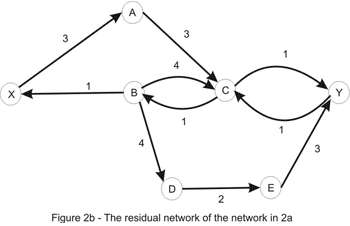 A
3
3
4
1
X
1
B
C
Y
1
1
4
3
D
2
E
Figure 2b - The residual network of the network in 2a